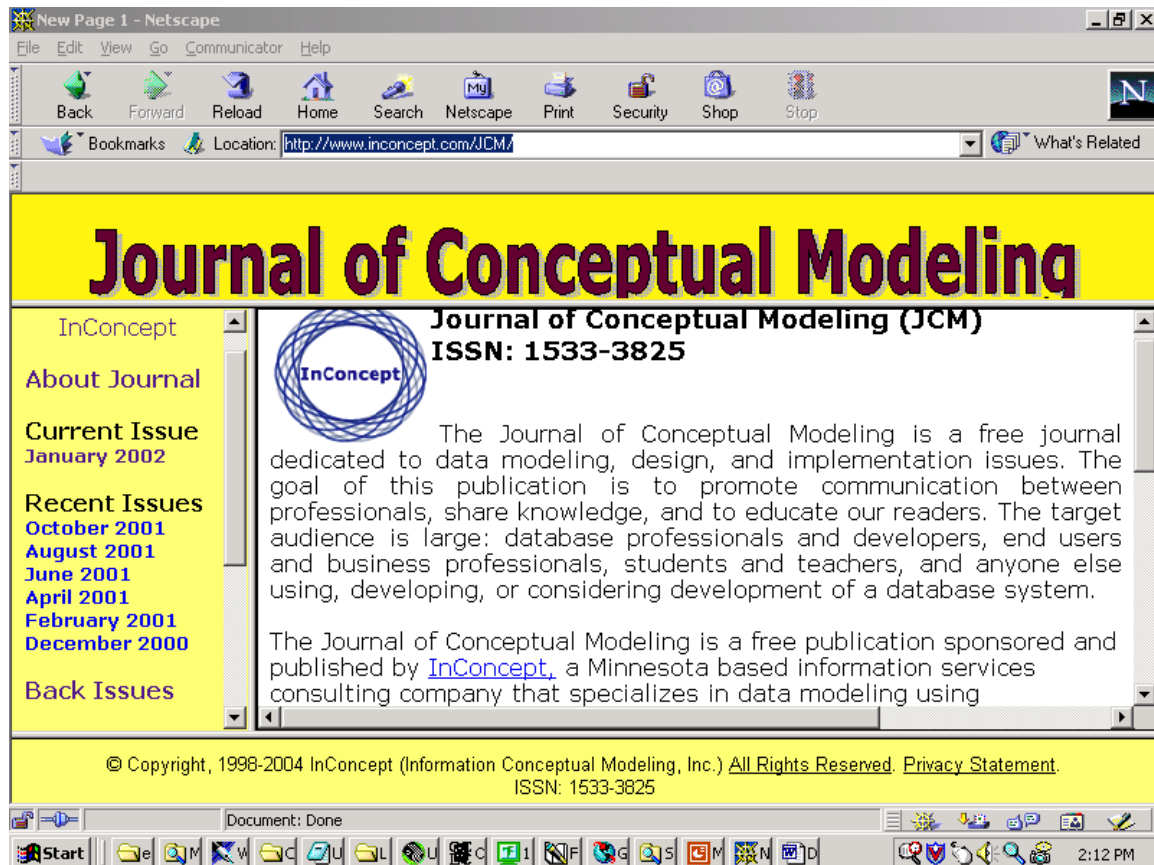 New Page 1 - Netscape
File Edit View Go Communicator Help
My
Back Forward Reload Home Search Netscape Print Security Shop Stop
N
Bookmarks Location: http://www.inconcept.com/JCM/ What's Related
Journal of Conceptual Modeling
InConcept
About Journal
Current Issue
January 2002
Recent Issues
October 2001
August 2001
June 2001
April 2001
February 2001
December 2000
Back Issues
InConcept
Journal of Conceptual Modeling (JCM)
ISSN: 1533-3825
The Journal of Conceptual Modeling is a free journal
dedicated to data modeling, design, and implementation issues. The
goal of this publication is to promote communication between
professionals, share knowledge, and to educate our readers. The target
audience is large: database professionals and developers, end users
and business professionals, students and teachers, and anyone else
using, developing, or considering development of a database system.
The Journal of Conceptual Modeling is a free publication sponsored and
published by InConcept, a Minnesota based information services
consulting company that specializes in data modeling using
© Copyright, 1998-2004 InConcept (Information Conceptual Modeling, Inc.) All Rights Reserved. Privacy Statement.
ISSN: 1533-3825
Document: Done
Start e M W C U L U C 1 F G S M N D 2:12 PM